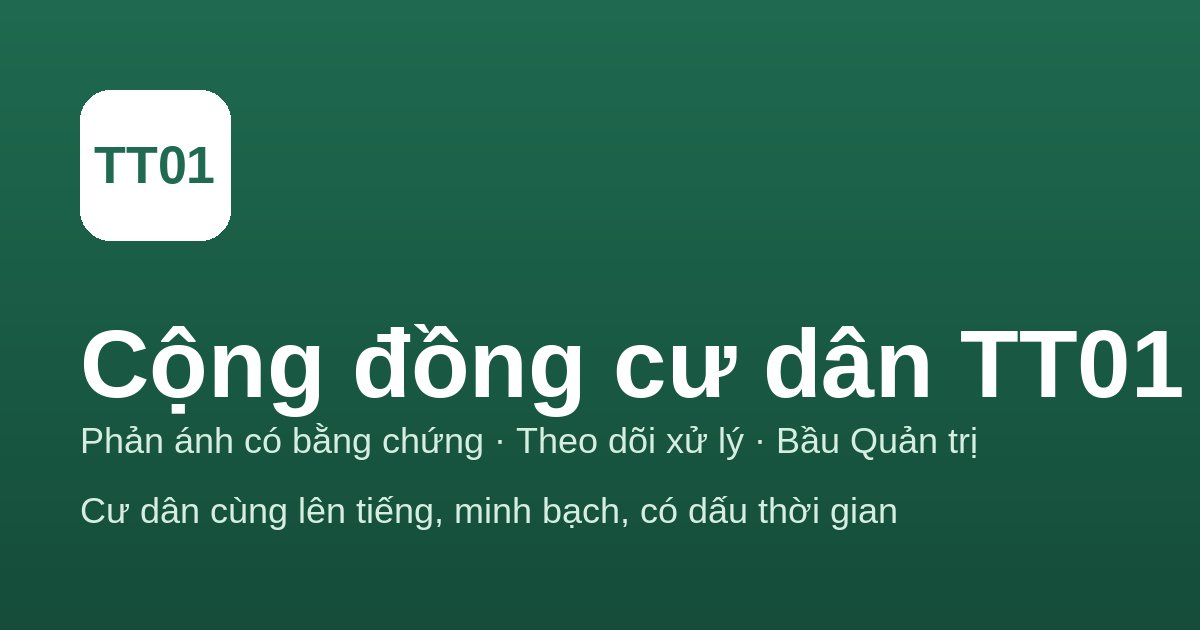 TT01
Cộng đồng cư dân TT01
Phản ánh có bằng chứng · Theo dõi xử lý · Bầu Quản trị
Cư dân cùng lên tiếng, minh bạch, có dấu thời gian